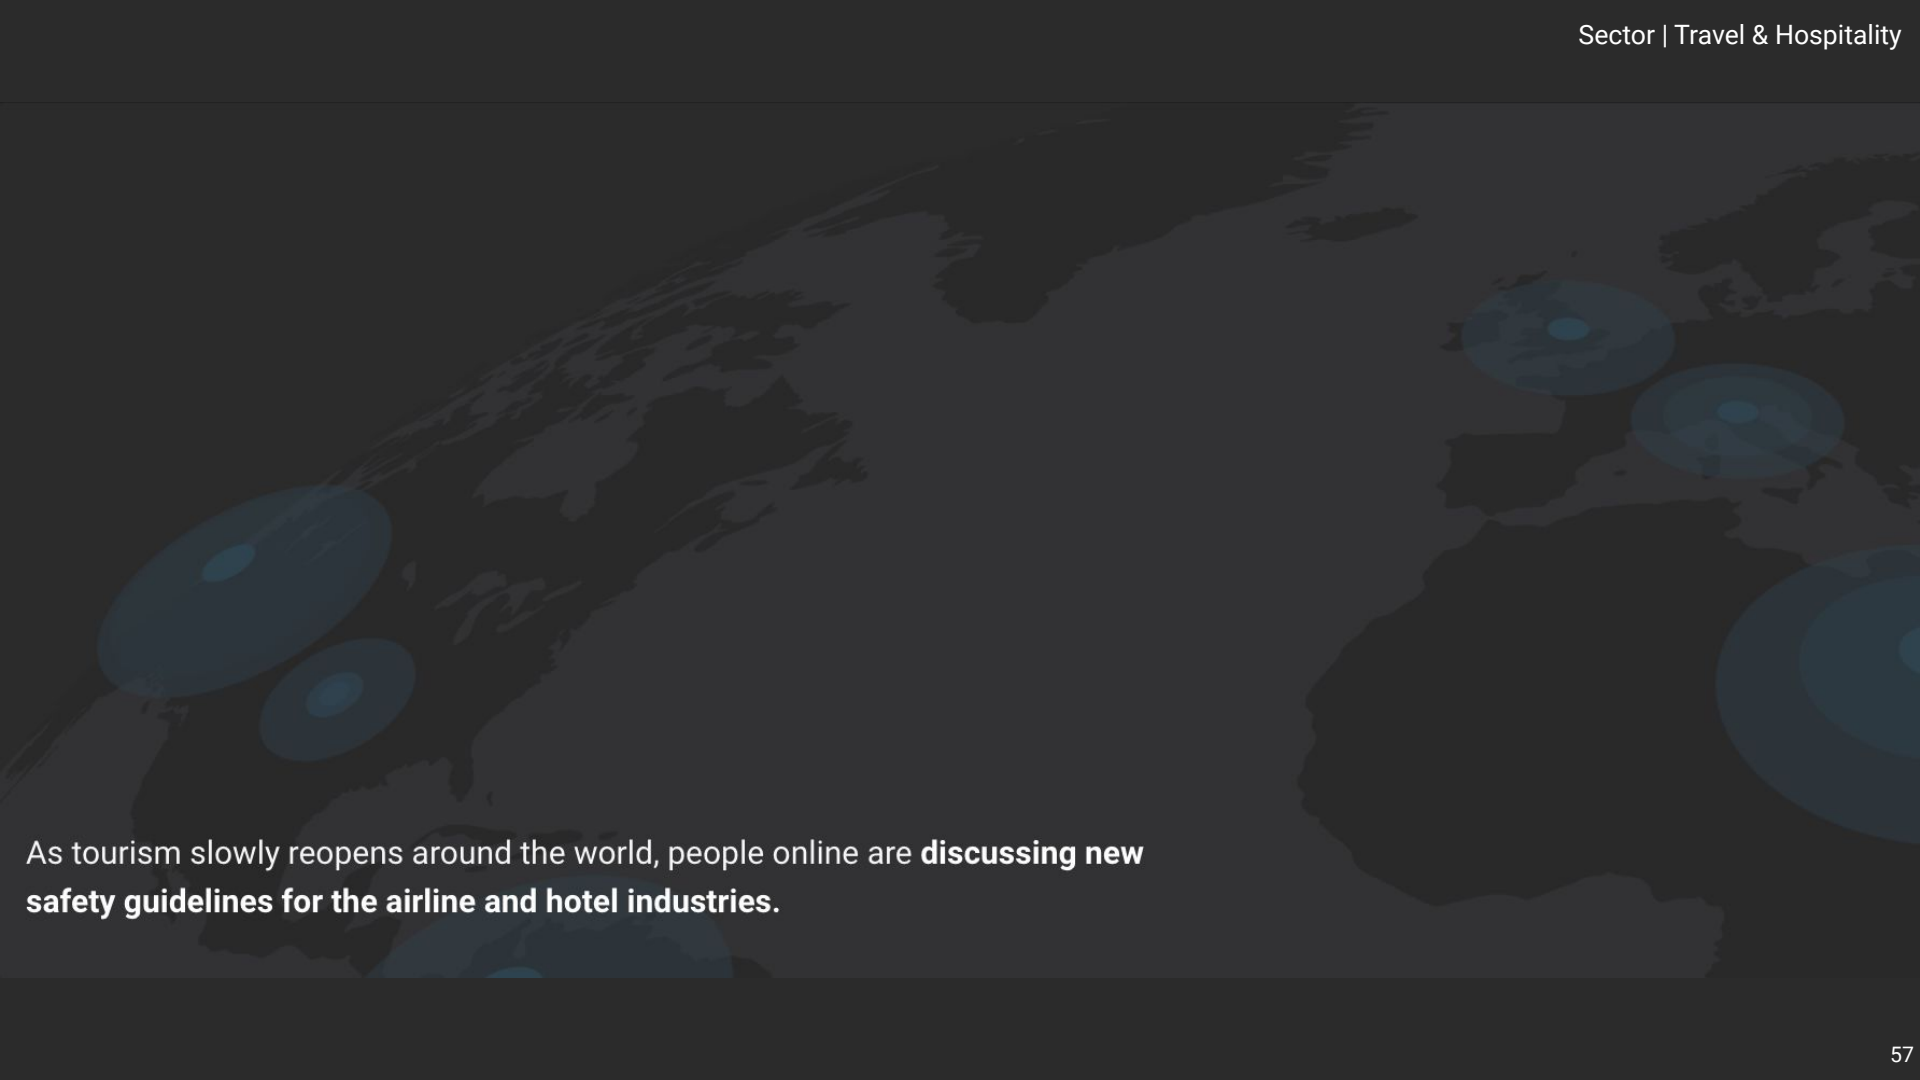 Sector | Travel & Hospitality
As tourism slowly reopens around the world, people online are discussing new
safety guidelines for the airline and hotel industries.
57